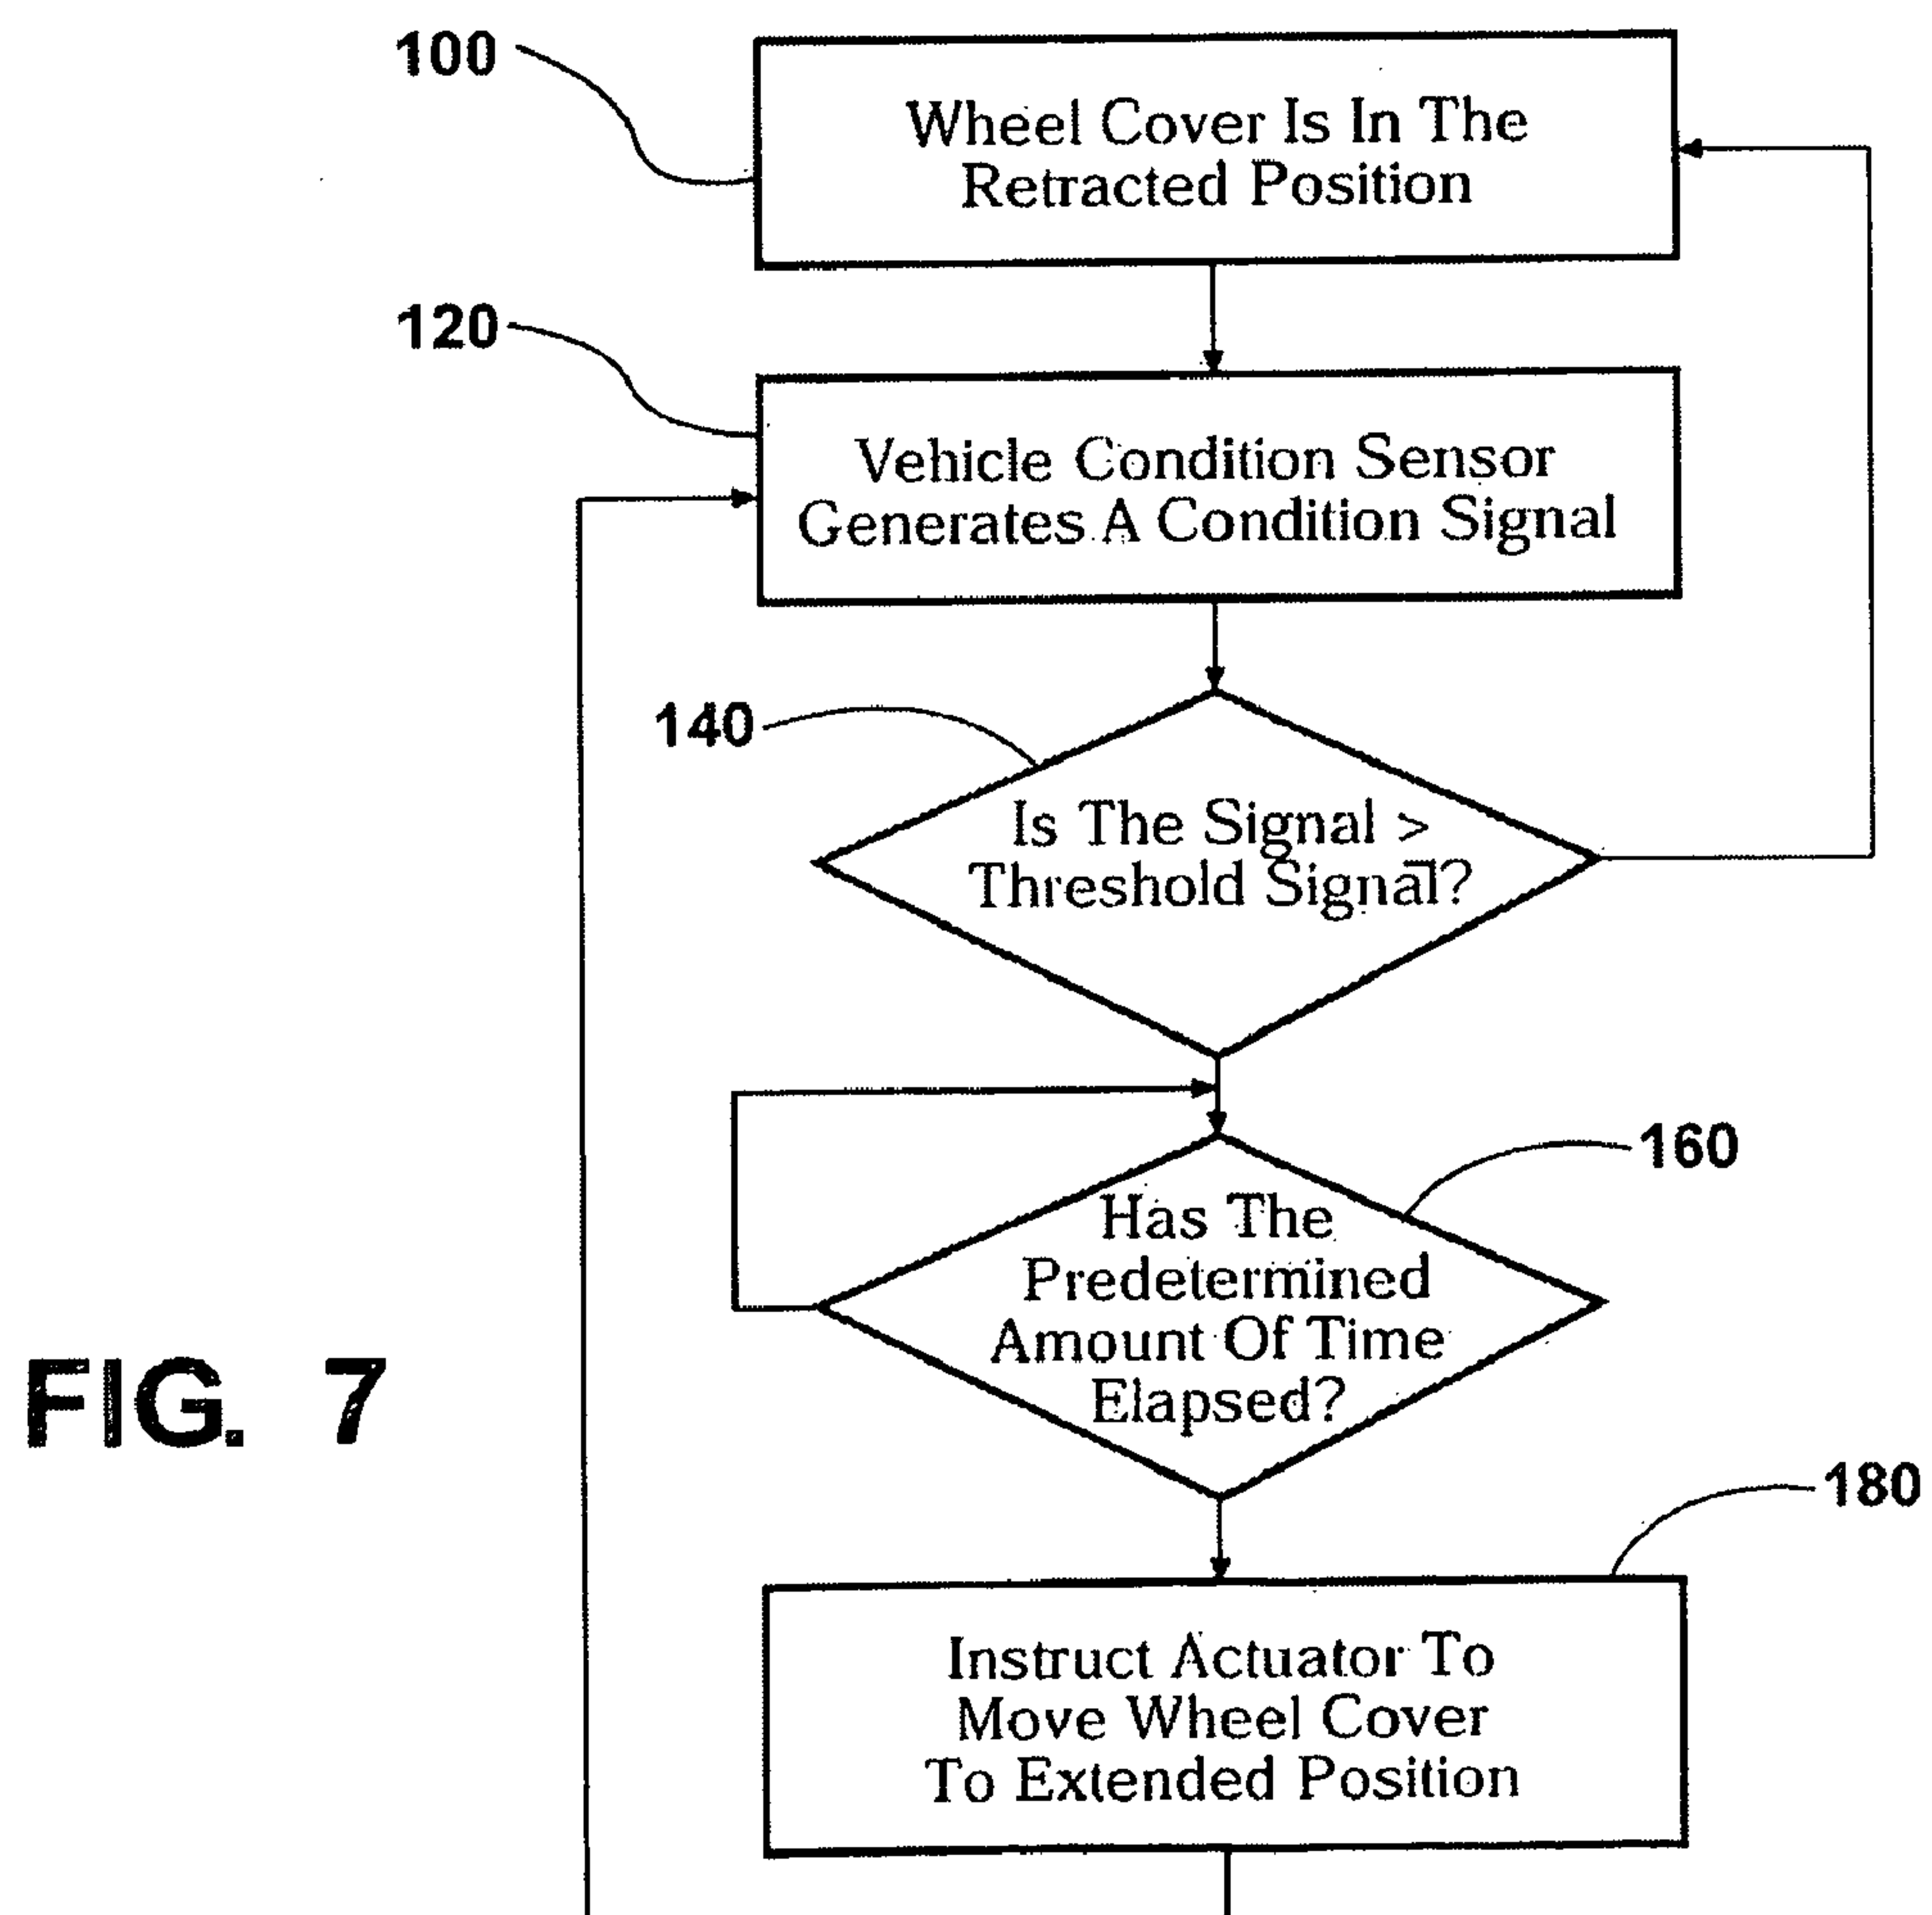 100
Wheel Cover Is In The
Retracted Position
120
Vehicle Condition Sensor
Generates A Condition Signal
140
Is The Signal >
Threshold Signal?
160
Has The
Predetermined
Amount Of Time
Elapsed?
FIG. 7
180
Instruct Actuator To
Move Wheel Cover
To Extended Position